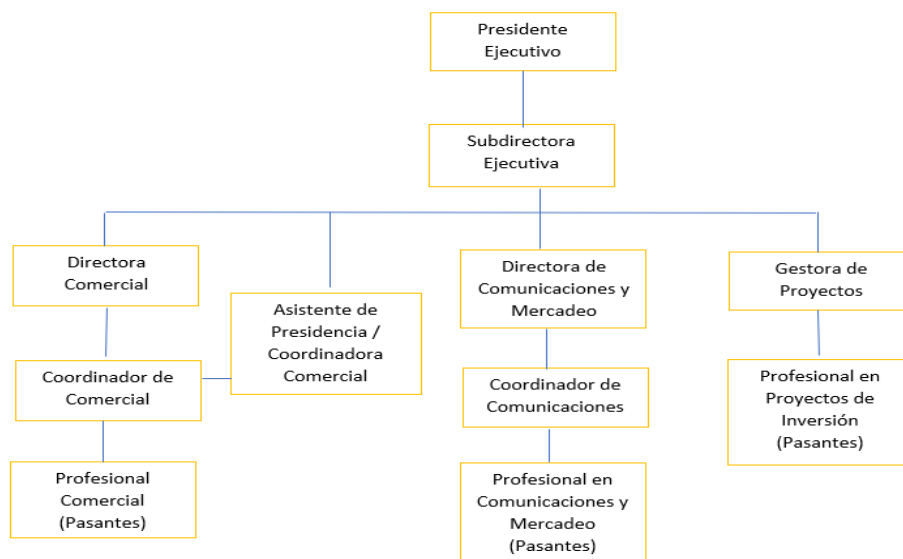 Presidente
Ejecutivo
Subdirectora
Ejecutiva
Directora
Comercial
Asistente de
Presidencia /
Coordinadora
Comercial
Directora de
Comunicaciones y
Mercadeo
Gestora de
Proyectos
Coordinador de
Comercial
Coordinador de
Comunicaciones
Profesional en
Proyectos de
Inversión
(Pasantes)
Profesional
Comercial
(Pasantes)
Profesional en
Comunicaciones y
Mercadeo
(Pasantes)